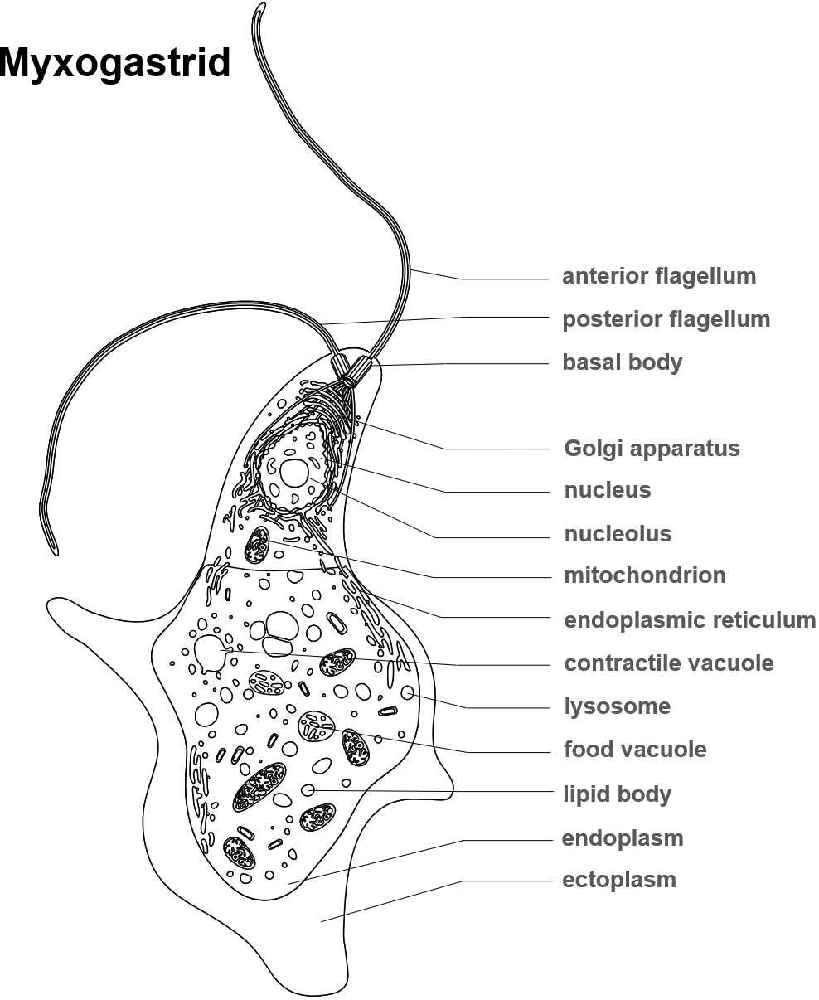 Myxogastrid
anterior flagellum
posterior flagellum
basal body
Golgi apparatus
nucleus
nucleolus
mitochondrion
endoplasmic reticulum
contractile vacuole
lysosome
food vacuole
lipid body
endoplasm
ectoplasm